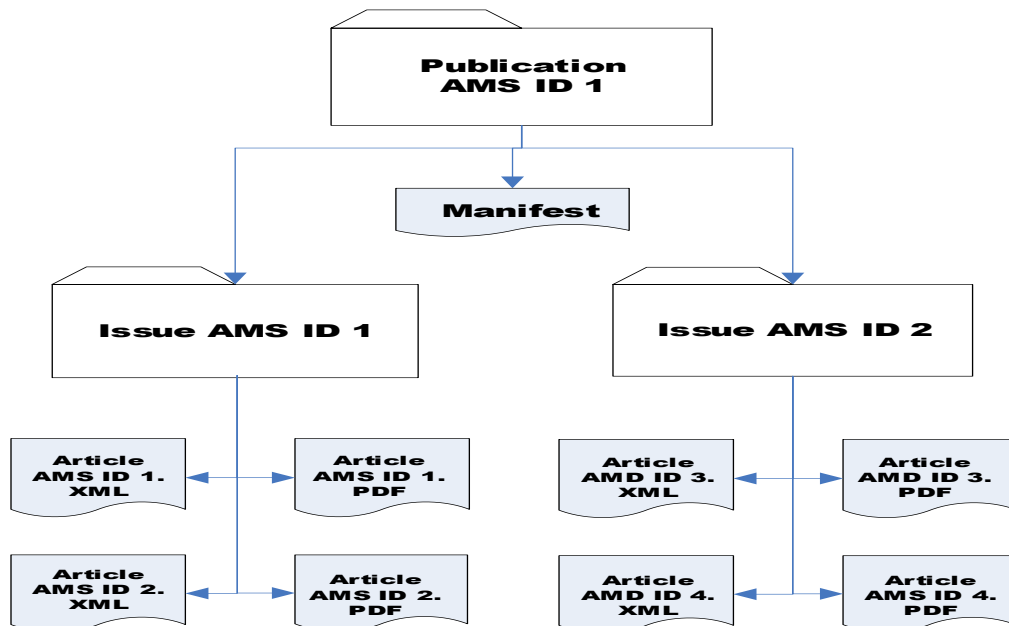 Publication
AMS ID 1
Manifest
Issue AMS ID 1
Issue AMS ID 2
Article
AMS ID 1.
XML
Article
AMS ID 1.
PDF
Article
AMD ID 3.
XML
Article
AMD ID 3.
PDF
Article
AMS ID 2.
XML
Article
AMS ID 2.
PDF
Article
AMD ID 4.
XML
Article
AMS ID 4.
PDF